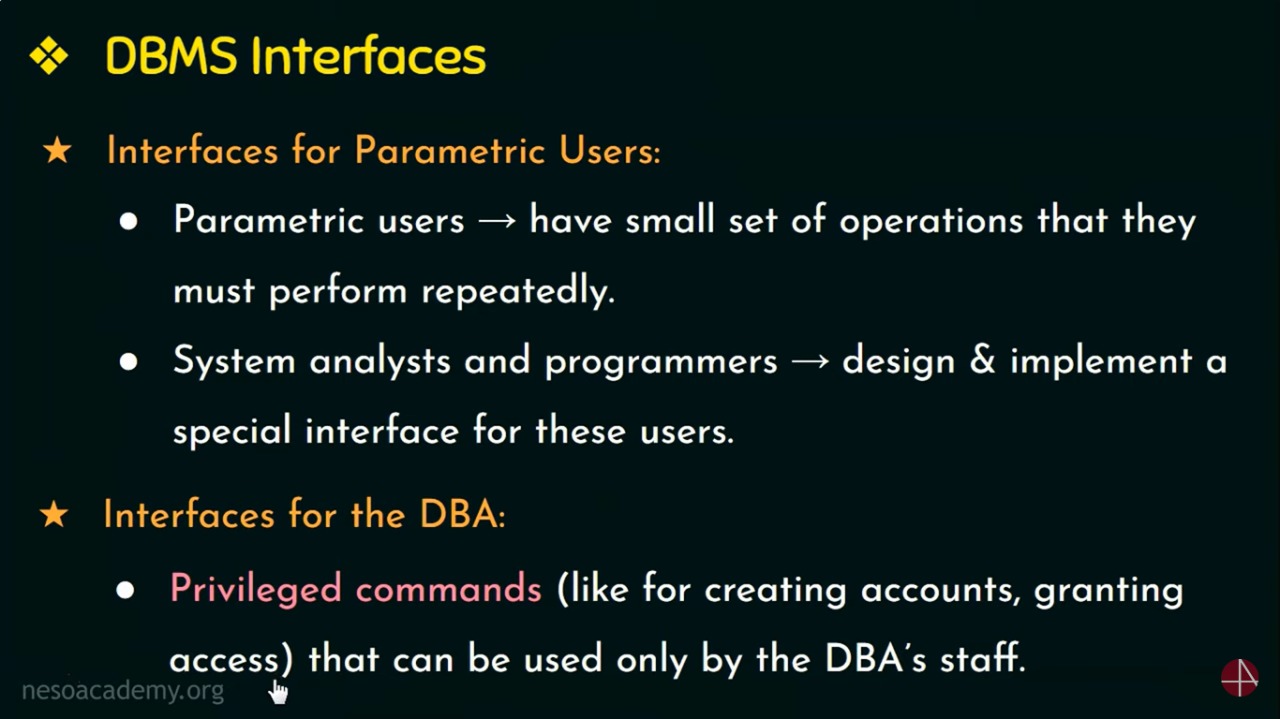 ❖ DBMS Interfaces
★ Interfaces for Parametric Users:
● Parametric users → have small set of operations that they
must perform repeatedly.
● System analysts and programmers → design & implement a
special interface for these users.
★ Interfaces for the DBA:
● Privileged commands (like for creating accounts, granting
access) that can be used only by the DBA's staff.
nesoacademy.org